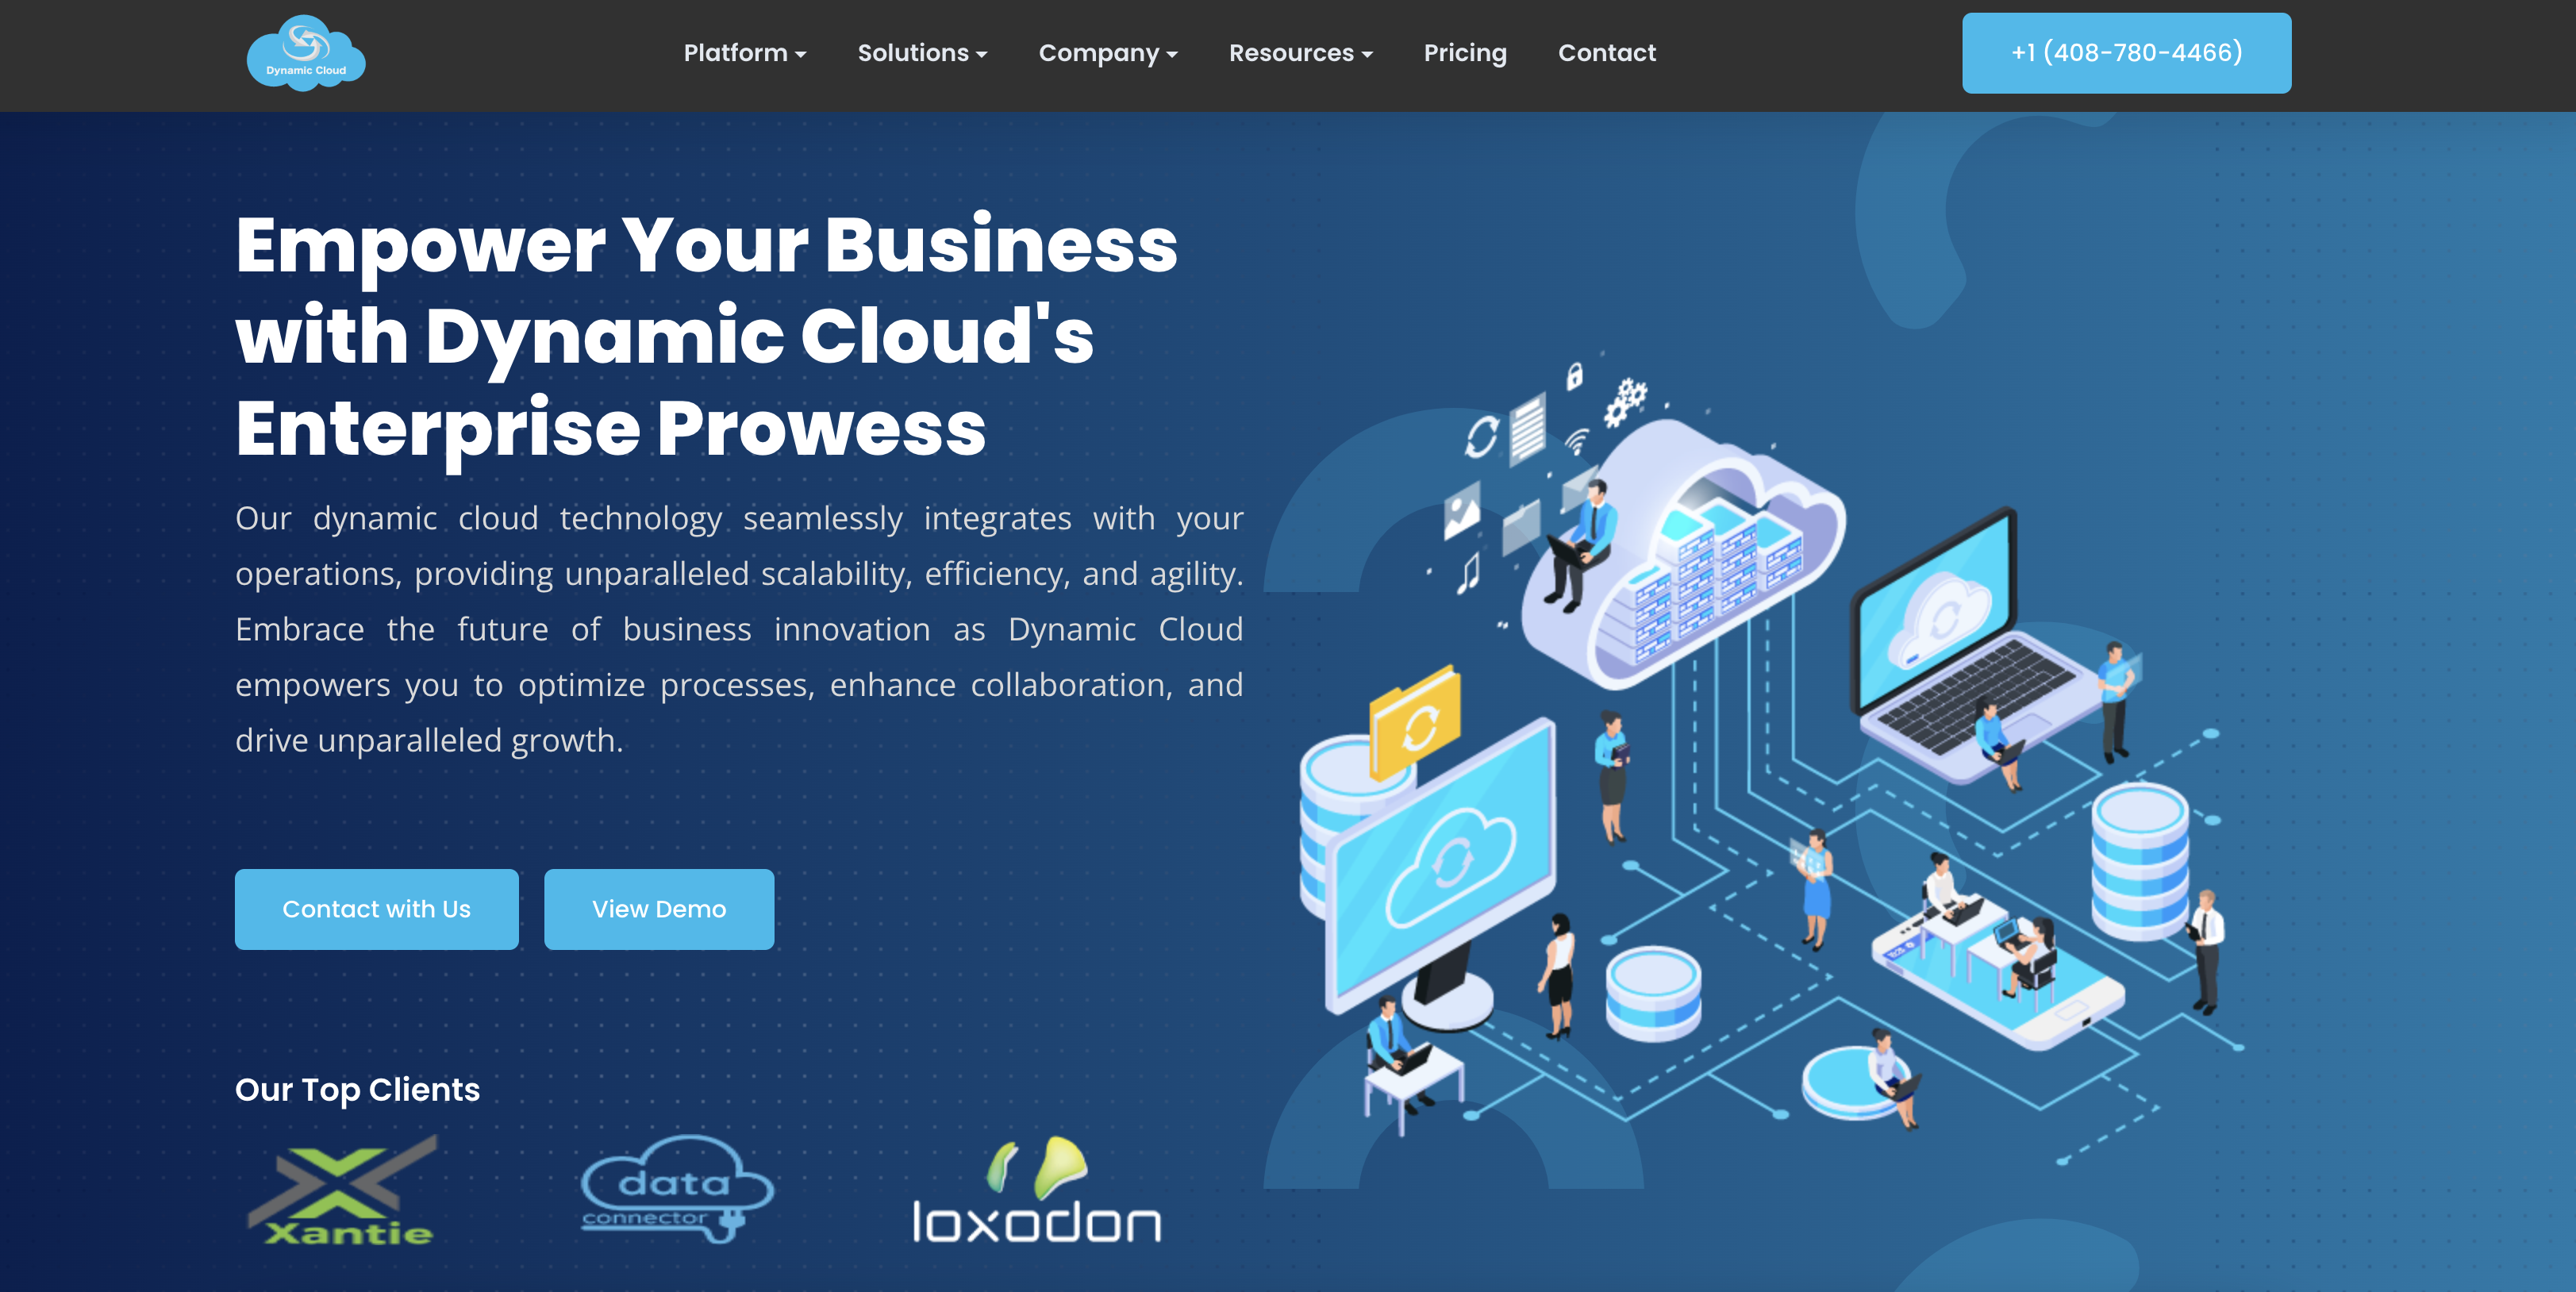 Dynamic Cloud
Platform
Solutions
Company
Resources
Pricing
Contact
+1 (408-780-4466)
Empower Your Business
with Dynamic Cloud's
Enterprise Prowess
Our dynamic cloud technology seamlessly integrates with your
operations, providing unparalleled scalability, efficiency, and agility.
Embrace the future of business innovation as Dynamic Cloud
empowers you to optimize processes, enhance collaboration, and
drive unparalleled growth.
Contact with Us
View Demo
Our Top Clients
Xantie
data
connector
loxodon